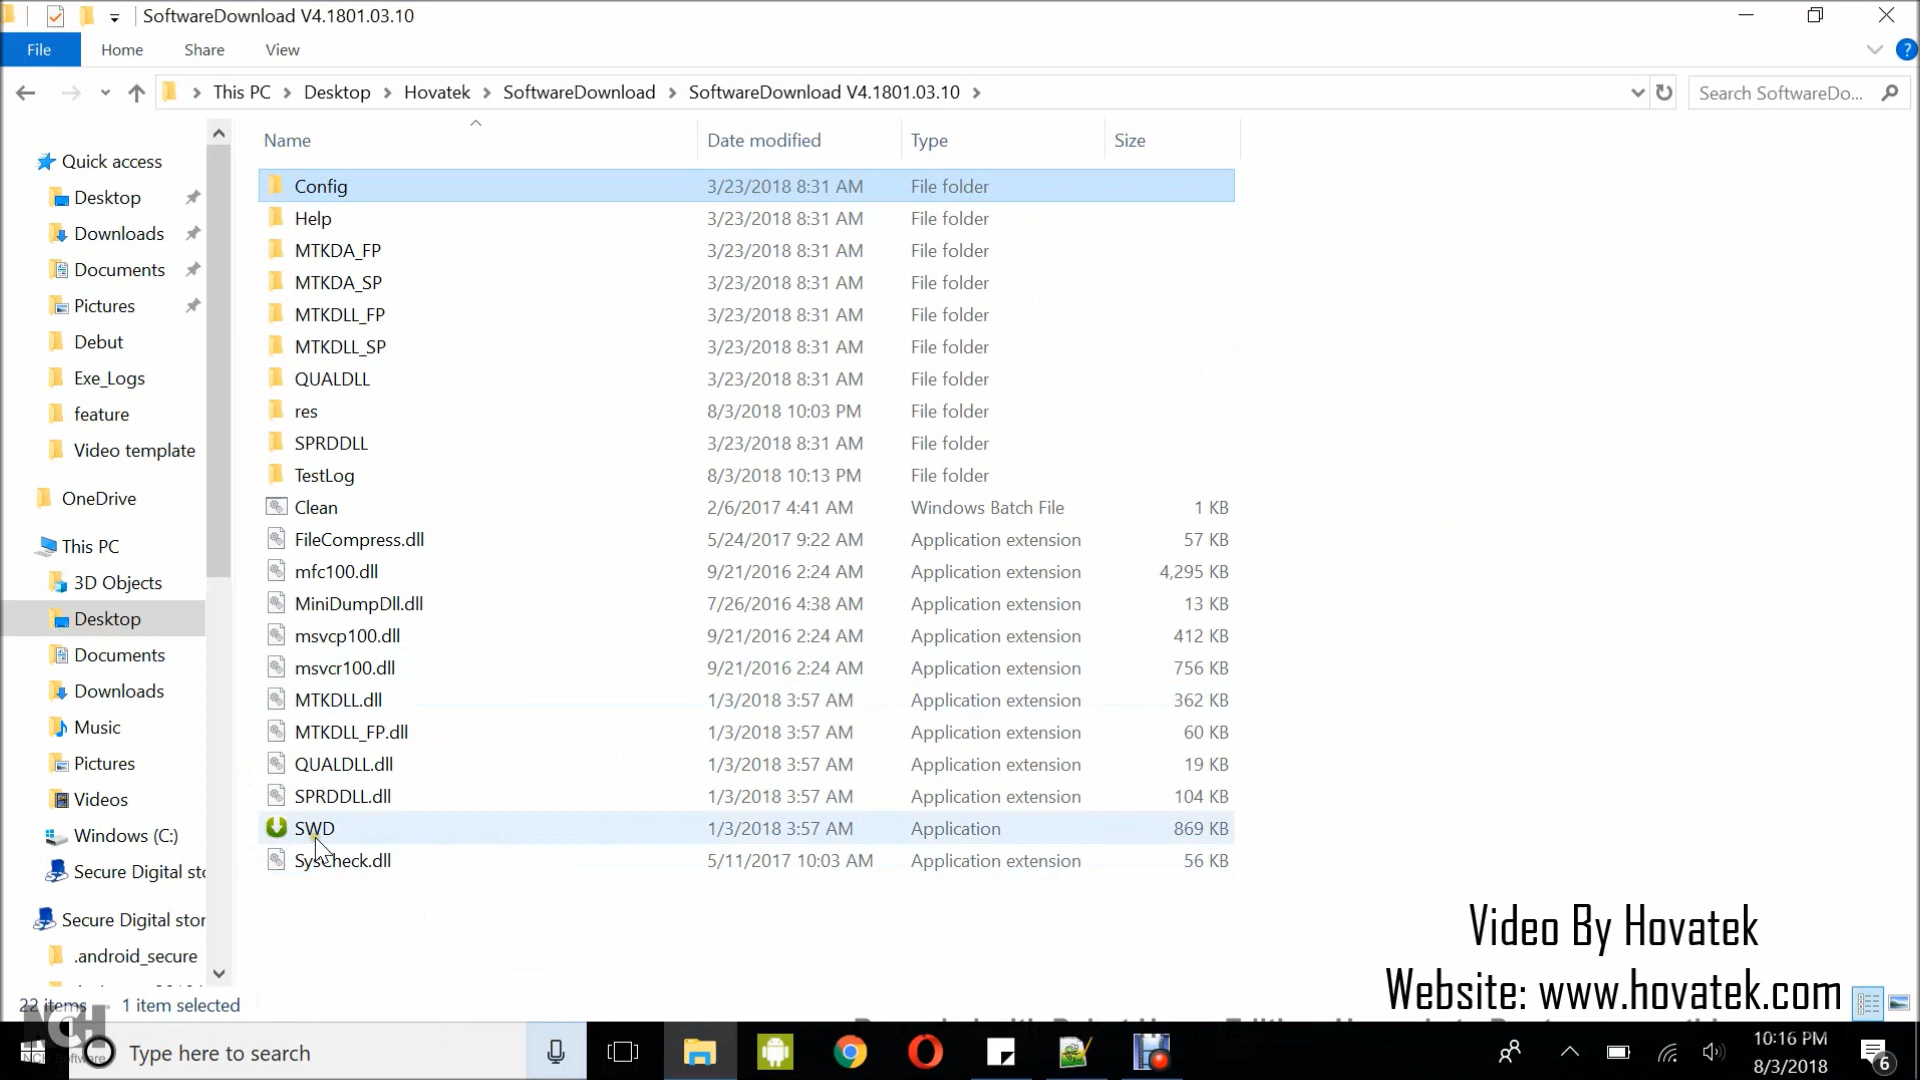 SoftwareDownload V4.1801.03.10
File Home Share View
This PC Desktop Hovatek SoftwareDownload SoftwareDownload V4.1801.03.10
Search SoftwareDo...
Name Date modified Type Size
Quick access
Desktop
Downloads
Documents
Pictures
Debut
Exe_Logs
feature
Video template
OneDrive
This PC
3D Objects
Desktop
Documents
Downloads
Music
Pictures
Videos
Windows (C:)
Secure Digital sto
Secure Digital stor
.android_secure
Config 3/23/2018 8:31 AM File folder
Help 3/23/2018 8:31 AM File folder
MTKDA_FP 3/23/2018 8:31 AM File folder
MTKDA_SP 3/23/2018 8:31 AM File folder
MTKDLL_FP 3/23/2018 8:31 AM File folder
MTKDLL_SP 3/23/2018 8:31 AM File folder
QUALDLL 3/23/2018 8:31 AM File folder
res 8/3/2018 10:03 PM File folder
SPRDDLL 3/23/2018 8:31 AM File folder
TestLog 8/3/2018 10:13 PM File folder
Clean 2/6/2017 4:41 AM Windows Batch File 1 KB
FileCompress.dll 5/24/2017 9:22 AM Application extension 57 KB
mfc100.dll 9/21/2016 2:24 AM Application extension 4,295 KB
MiniDumpDll.dll 7/26/2016 4:38 AM Application extension 13 KB
msvcp100.dll 9/21/2016 2:24 AM Application extension 412 KB
msvcr100.dll 9/21/2016 2:24 AM Application extension 756 KB
MTKDLL.dll 1/3/2018 3:57 AM Application extension 362 KB
MTKDLL_FP.dll 1/3/2018 3:57 AM Application extension 60 KB
QUALDLL.dll 1/3/2018 3:57 AM Application extension 19 KB
SPRDDLL.dll 1/3/2018 3:57 AM Application extension 104 KB
SWD 1/3/2018 3:57 AM Application 869 KB
SysCheck.dll 5/11/2017 10:03 AM Application extension 56 KB
Video By Hovatek
Website: www.hovatek.com
22 items 1 item selected
NCH
Type here to search
10:16 PM
8/3/2018
6